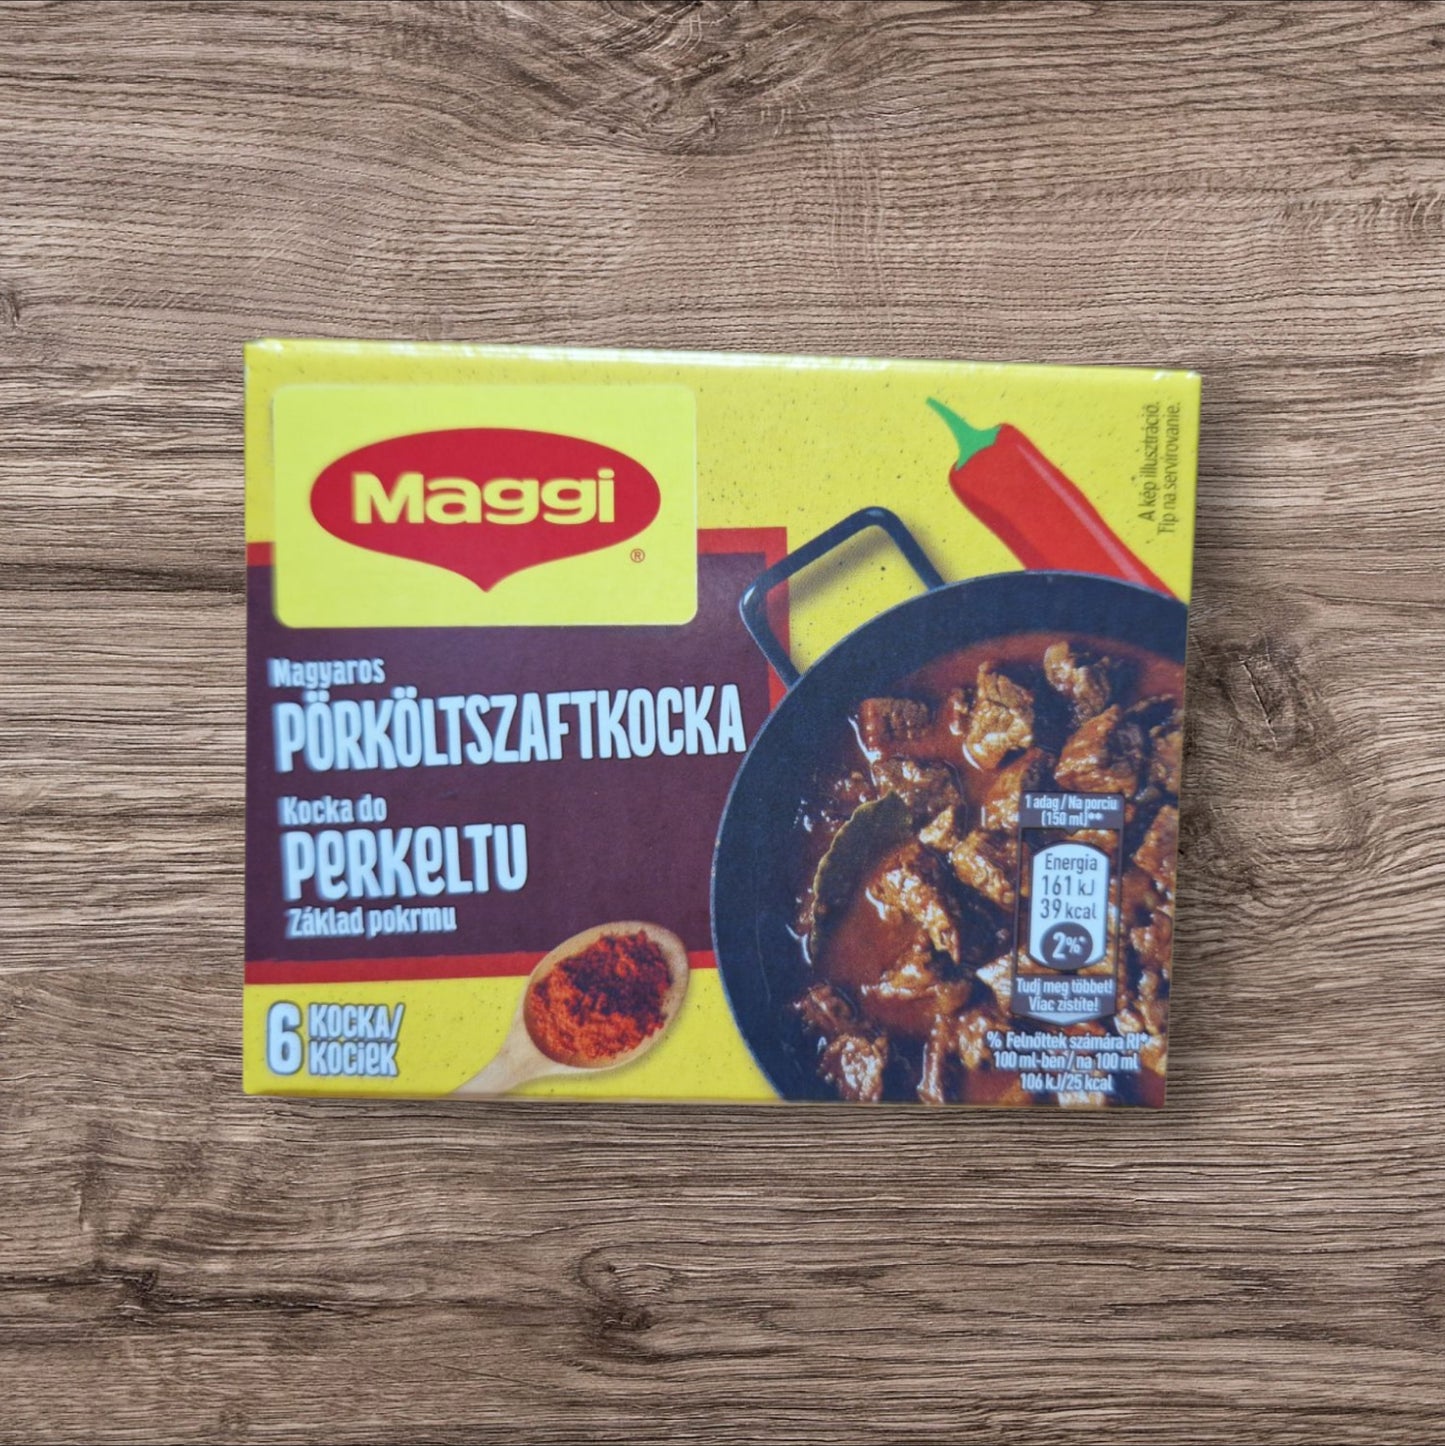 Maggi
®
Magyaros
PÖRKÖLTSZAFTKOCKA
Kocka do
PERKELTU
Základ pokrmu
6 KOCKA/
KOCIEK
A kép illusztráció.
Tip na servírovanie.
1 adag / Na porciu
(150 ml)**
Energia
161 kJ
39 kcal
2%*
Tudj meg többet!
Viac zistíte!
% Felnőttek számára RI*
100 ml-ben / na 100 ml
106 kJ/25 kcal